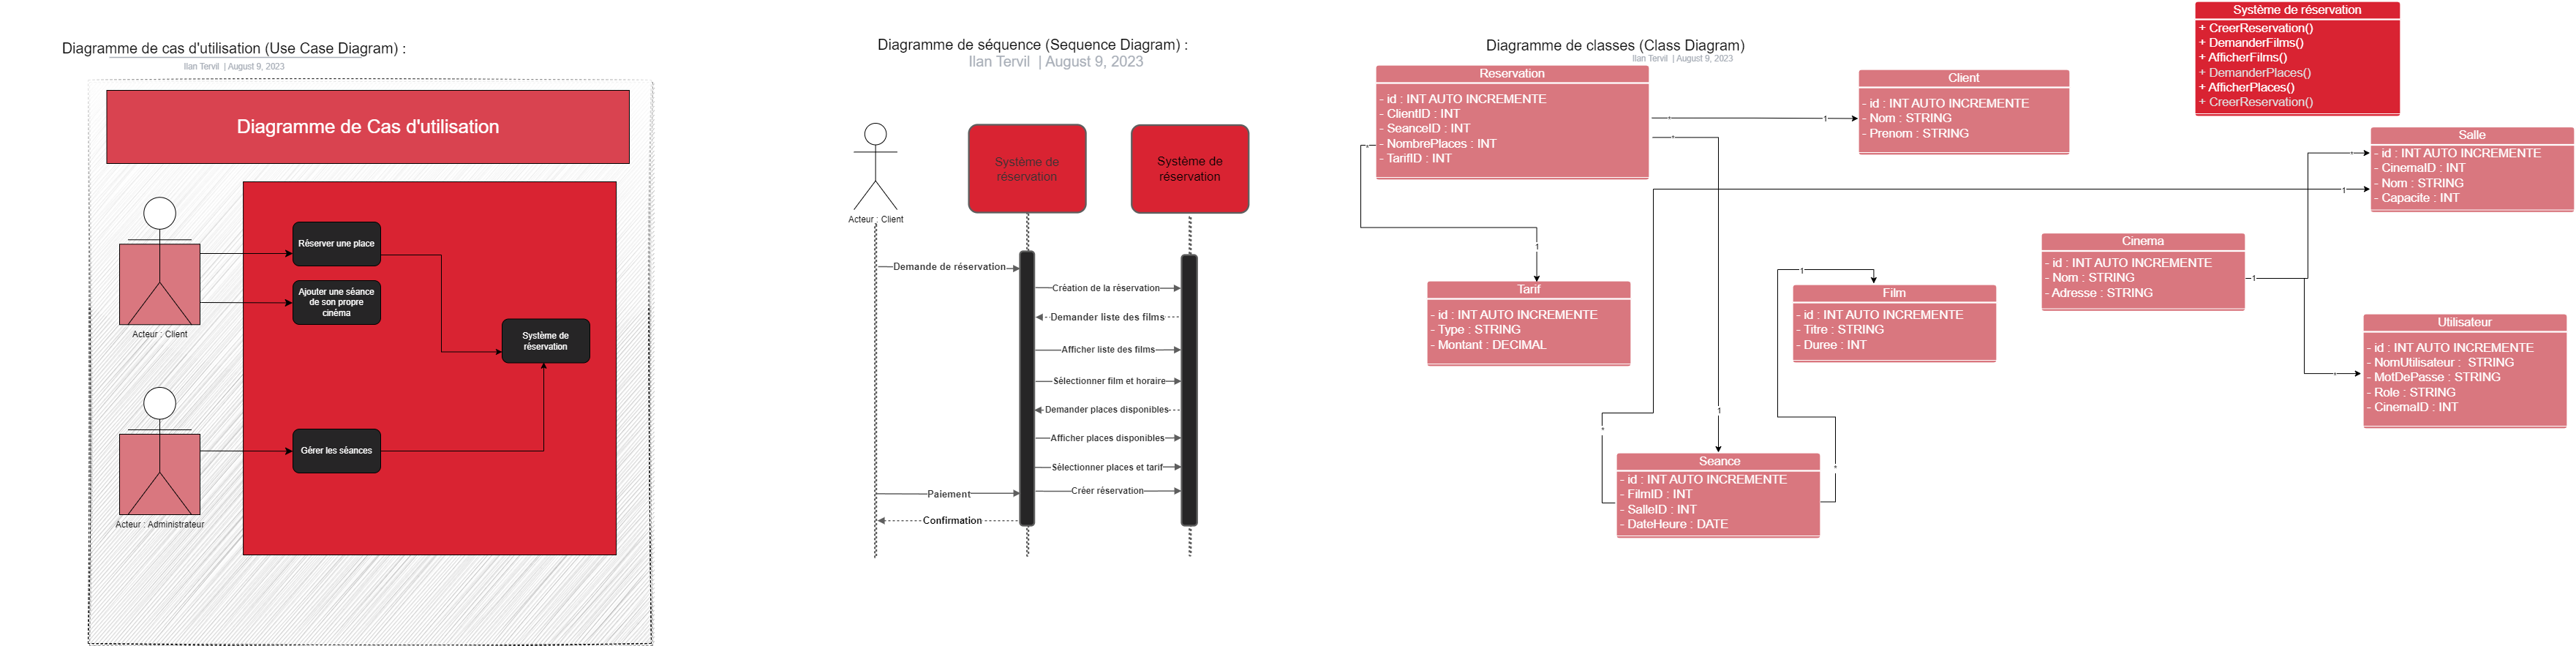 Diagramme de cas d'utilisation (Use Case Diagram) :
Ilan Tervil | August 9, 2023
Diagramme de Cas d'utilisation
Réserver une place
Ajouter une séance
de son propre
cinéma
Acteur : Client
Système de
réservation
Gérer les séances
Acteur : Administrateur
Diagramme de séquence (Sequence Diagram) :
Ilan Tervil | August 9, 2023
Acteur : Client
Système de
réservation
Système de
réservation
Demande de réservation
Création de la réservation
Demander liste des films
Afficher liste des films
Sélectionner film et horaire
Demander places disponibles
Afficher places disponibles
Sélectionner places et tarif
Créer réservation
Paiement
Confirmation
Diagramme de classes (Class Diagram)
Ilan Tervil | August 9, 2023
Reservation
- id : INT AUTO INCREMENTE
- ClientID : INT
- SeanceID : INT
- NombrePlaces : INT
- TarifID : INT
*
1
*
*
1
1
Client
- id : INT AUTO INCREMENTE
- Nom : STRING
- Prenom : STRING
Système de réservation
+ CreerReservation()
+ DemanderFilms()
+ AfficherFilms()
+ DemanderPlaces()
+ AfficherPlaces()
+ CreerReservation()
Salle
- id : INT AUTO INCREMENTE
- CinemaID : INT
- Nom : STRING
- Capacite : INT
*
1
Cinema
- id : INT AUTO INCREMENTE
- Nom : STRING
- Adresse : STRING
1
*
Tarif
- id : INT AUTO INCREMENTE
- Type : STRING
- Montant : DECIMAL
1
Film
- id : INT AUTO INCREMENTE
- Titre : STRING
- Duree : INT
Utilisateur
- id : INT AUTO INCREMENTE
- NomUtilisateur : STRING
- MotDePasse : STRING
- Role : STRING
- CinemaID : INT
*
*
Seance
- id : INT AUTO INCREMENTE
- FilmID : INT
- SalleID : INT
- DateHeure : DATE